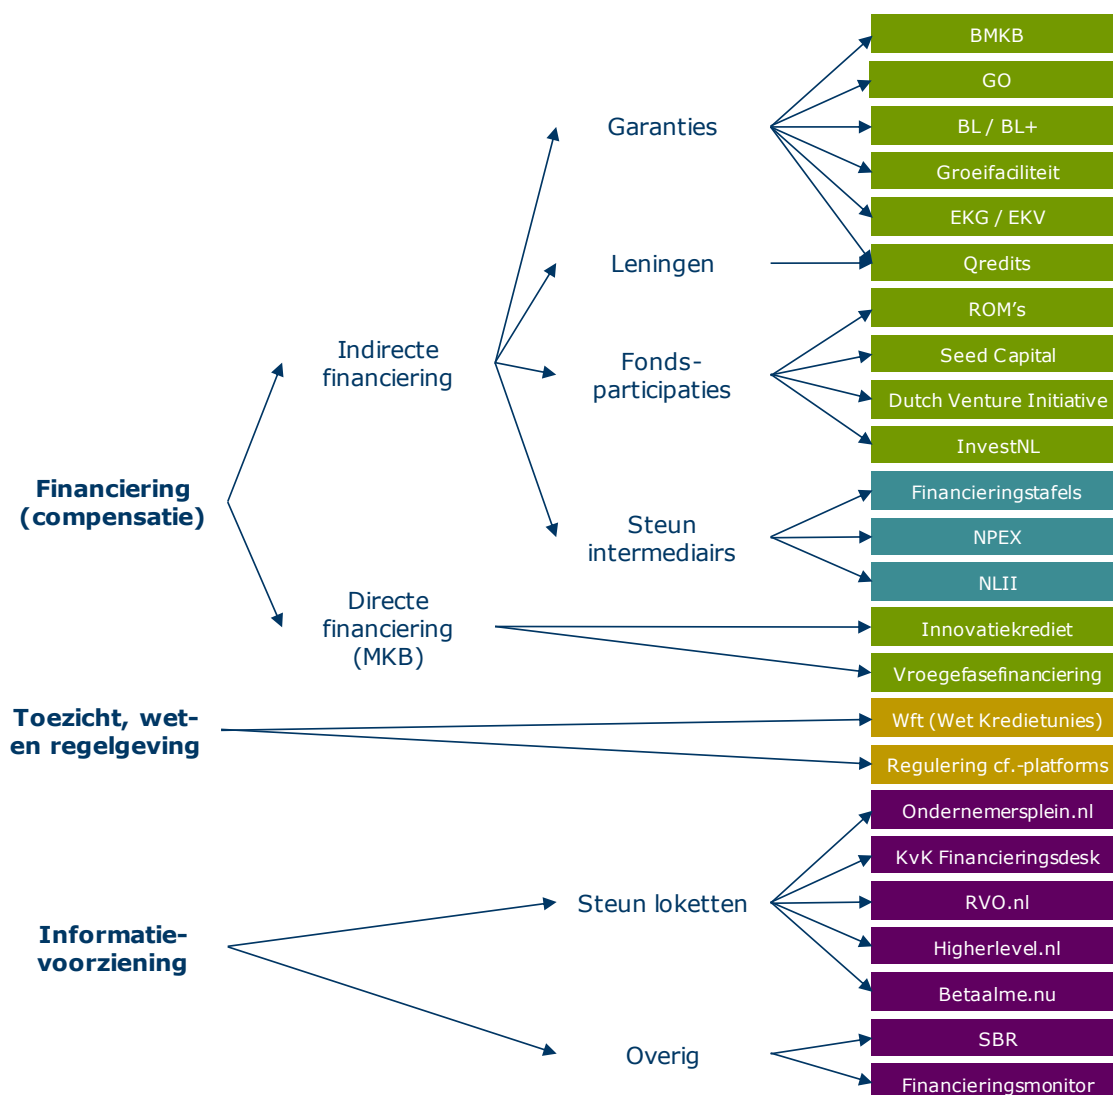 BMKB
GO
Garanties
BL / BL+
Groeifaciliteit
EKG / EKV
Leningen
Qredits
ROM’s
Indirecte
financiering
Seed Capital
Fonds-
participaties
Dutch Venture Initiative
InvestNL
Financiering
(compensatie)
Financieringstafels
Steun
intermediairs
NPEX
NLII
Directe
financiering
(MKB)
Innovatiekrediet
Vroegefasefinanciering
Toezicht, wet-
en regelgeving
Wft (Wet Kredietunies)
Regulering cf.-platforms
Ondernemersplein.nl
KvK Financieringsdesk
Steun loketten
RVO.nl
Informatie-
voorziening
Higherlevel.nl
Betaalme.nu
SBR
Overig
Financieringsmonitor